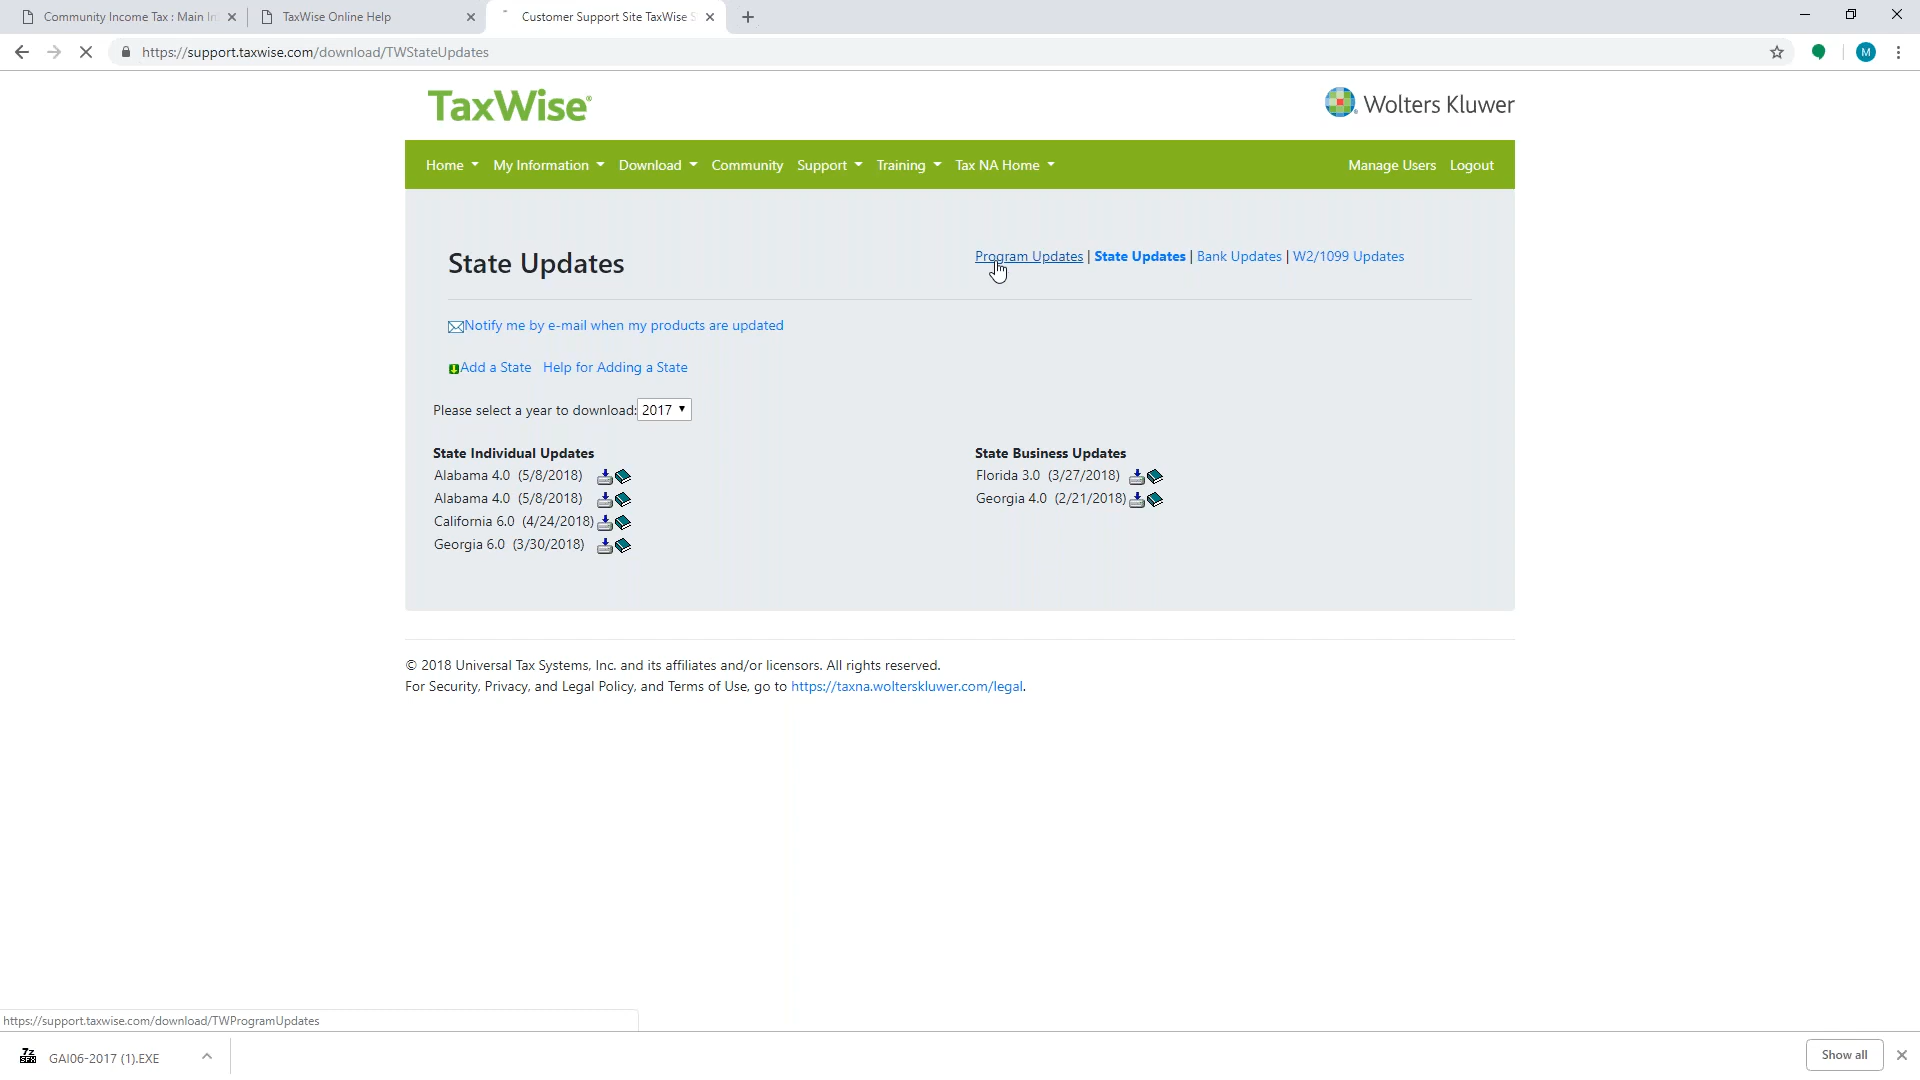 Community Income Tax : Main In
TaxWise Online Help
Customer Support Site TaxWise S
https://support.taxwise.com/download/TWStateUpdates
M
TaxWise®
Wolters Kluwer
Home
My Information
Download
Community
Support
Training
Tax NA Home
Manage Users
Logout
State Updates
Program Updates | State Updates | Bank Updates | W2/1099 Updates
Notify me by e-mail when my products are updated
Add a State Help for Adding a State
Please select a year to download: 2017
State Individual Updates
Alabama 4.0 (5/8/2018)
Alabama 4.0 (5/8/2018)
California 6.0 (4/24/2018)
Georgia 6.0 (3/30/2018)
State Business Updates
Florida 3.0 (3/27/2018)
Georgia 4.0 (2/21/2018)
© 2018 Universal Tax Systems, Inc. and its affiliates and/or licensors. All rights reserved.
For Security, Privacy, and Legal Policy, and Terms of Use, go to https://taxna.wolterskluwer.com/legal.
https://support.taxwise.com/download/TWProgramUpdates
7z
SFX
GAI06-2017 (1).EXE
Show all